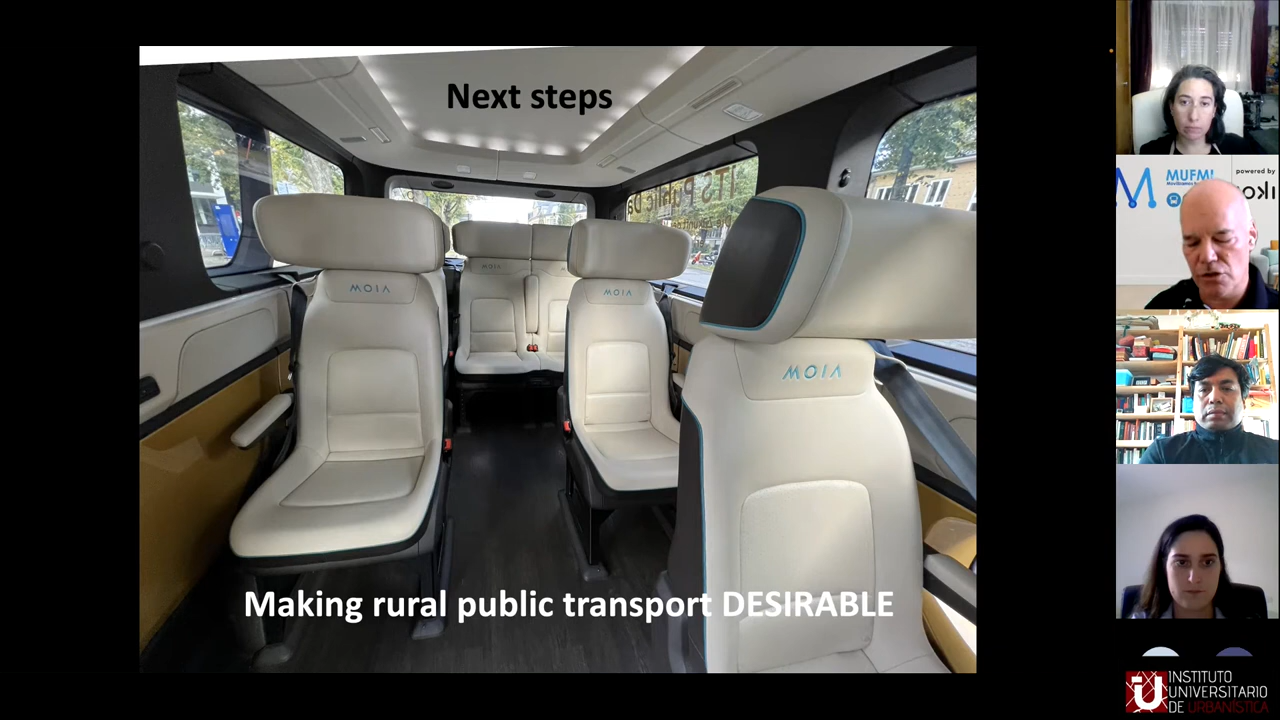 Next steps
MOIA
MOIA
MOIA
MOIA
Making rural public transport DESIRABLE
MUFMI
powered by
INSTITUTO
UNIVERSITARIO
DE URBANÍSTICA